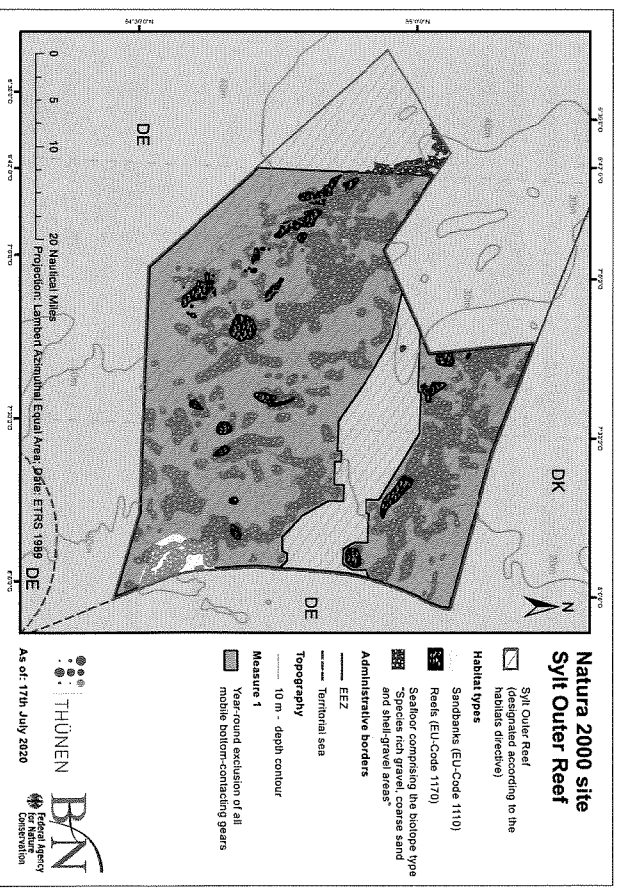 Natura 2000 site
Sylt Outer Reef
Sylt Outer Reef
(designated according to the
habitats directive)
Habitat types
Sandbanks (EU-Code 1110)
Reefs (EU-Code 1170)
Seafloor comprising the biotope type
"Species rich gravel, coarse sand
and shell-gravel areas"
Administrative borders
EEZ
Territorial sea
Topography
10 m - depth contour
Measure 1
Year-round exclusion of all
mobile bottom-contacting gears
THÜNEN
BfN
Federal Agency
for Nature
Conservation
As of: 17th July 2020
N
DK
DE
DE
DE
0 5 10 20 Nautical Miles
Projection: Lambert Azimuthal Equal Area; Date: ETRS 1989